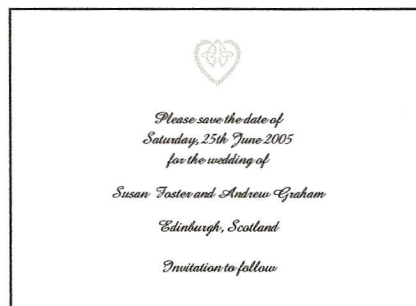 Please save the date of
Saturday, 25th June 2005
for the wedding of
Susan Foster and Andrew Graham
Edinburgh, Scotland
Invitation to follow